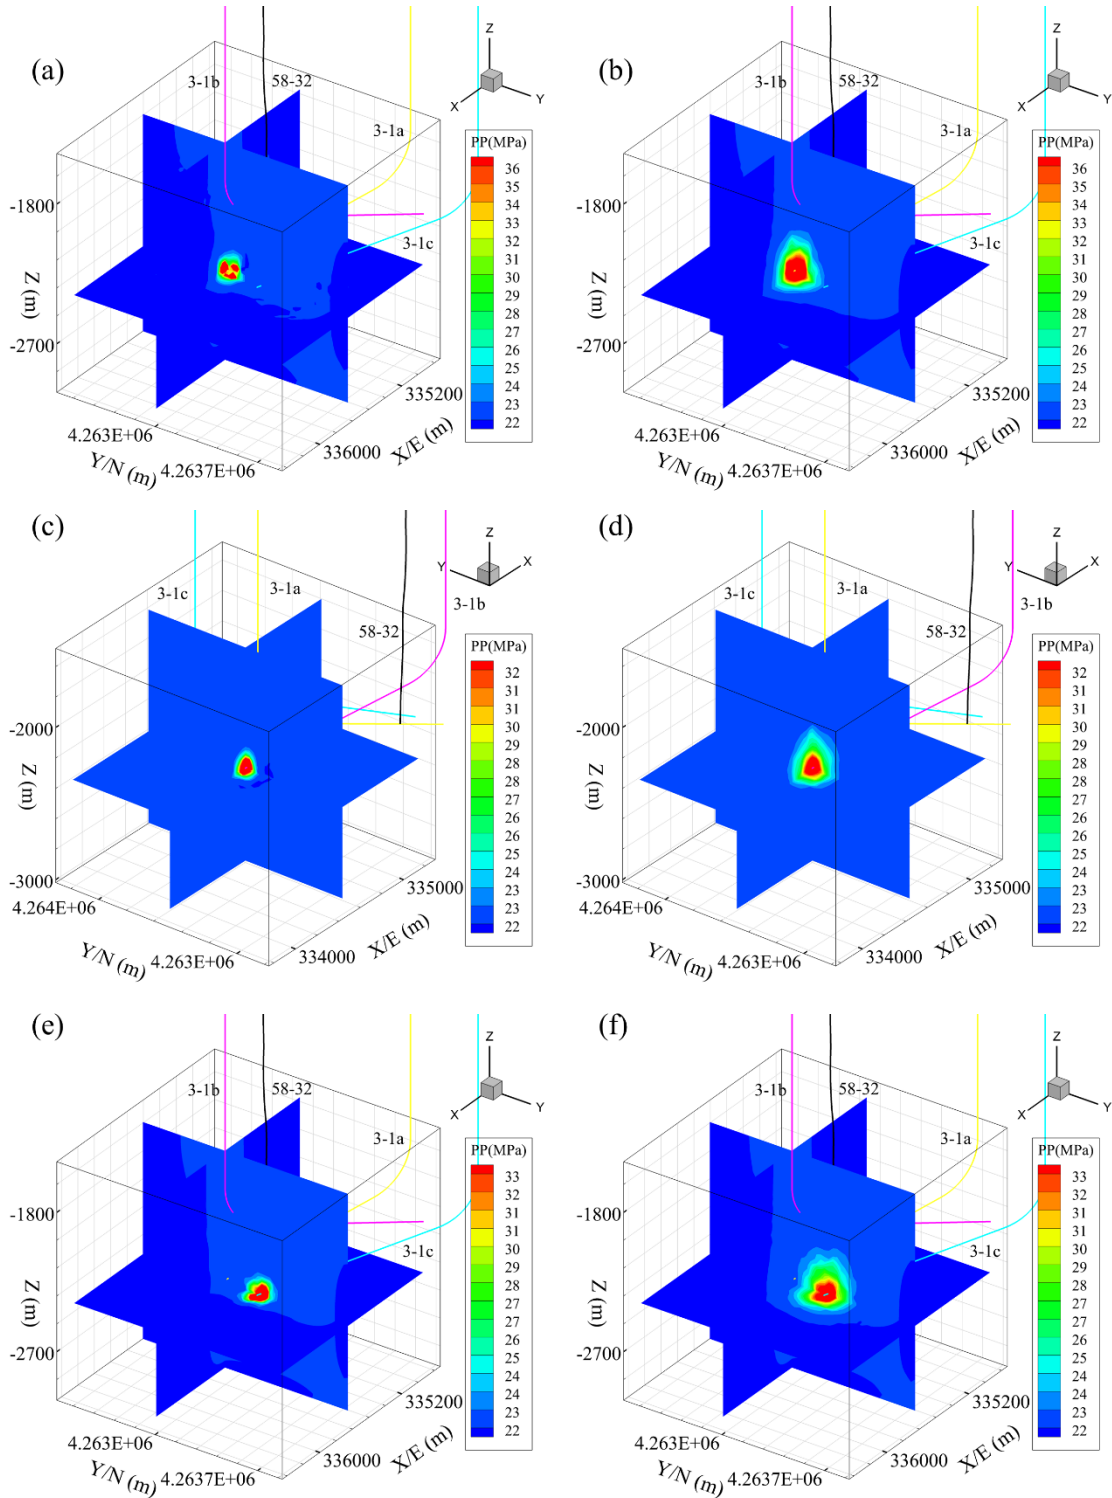 (a)
3-1b
58-32
3-1a
3-1c
Z
X
Y
PP(MPa)
36
35
34
33
32
31
30
29
28
27
26
25
24
23
22
-1800
-2700
Z (m)
4.263E+06
4.2637E+06
Y/N (m)
336000
335200
X/E (m)
(b)
3-1b
58-32
3-1a
3-1c
Z
X
Y
PP(MPa)
36
35
34
33
32
31
30
29
28
27
26
25
24
23
22
-1800
-2700
Z (m)
4.263E+06
4.2637E+06
Y/N (m)
336000
335200
X/E (m)
(c)
3-1c
3-1a
58-32
3-1b
Z
Y
X
PP(MPa)
32
31
30
29
28
27
26
26
25
24
23
23
22
-2000
-3000
Z (m)
4.264E+06
4.263E+06
Y/N (m)
334000
335000
X/E (m)
(d)
3-1c
3-1a
58-32
3-1b
Z
Y
X
PP(MPa)
32
31
30
29
28
27
26
26
25
24
23
23
22
-2000
-3000
Z (m)
4.264E+06
4.263E+06
Y/N (m)
334000
335000
X/E (m)
(e)
3-1b
58-32
3-1a
3-1c
Z
X
Y
PP(MPa)
33
32
31
31
30
29
28
27
27
26
25
24
24
23
22
-1800
-2700
Z (m)
4.263E+06
4.2637E+06
Y/N (m)
336000
335200
X/E (m)
(f)
3-1b
58-32
3-1a
3-1c
Z
X
Y
PP(MPa)
33
32
31
31
30
29
28
27
27
26
25
24
24
23
22
-1800
-2700
Z (m)
4.263E+06
4.2637E+06
Y/N (m)
336000
335200
X/E (m)